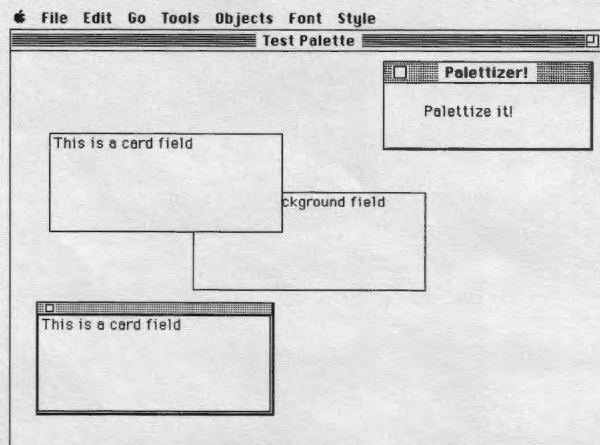 File Edit Go Tools Objects Font Style
Test Palette
Palettizer!
Palettize it!
This is a card field
ckground field
This is a card field